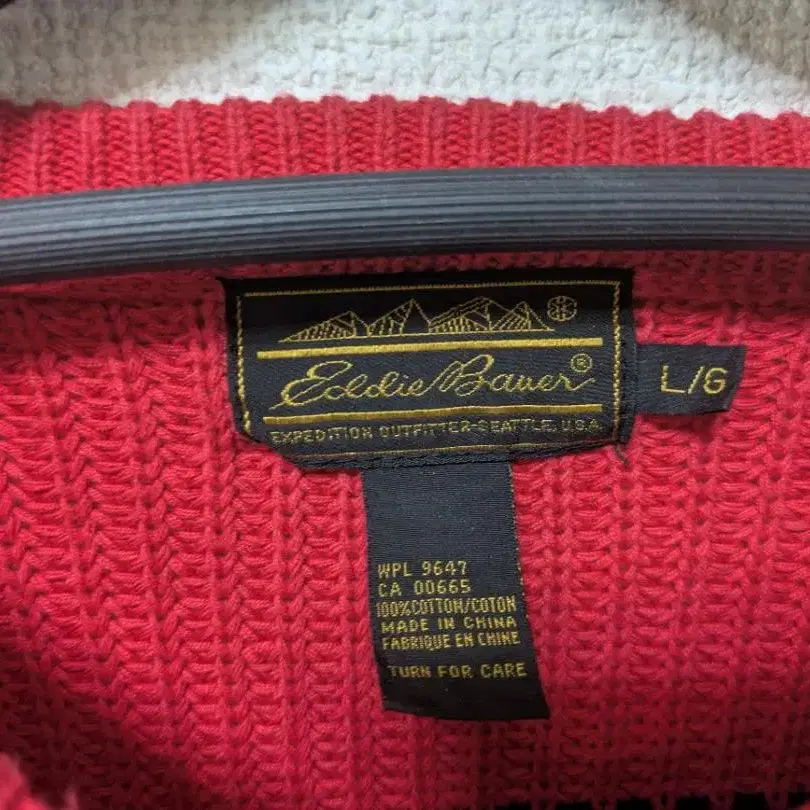 Eddie Bauer®
EXPEDITION OUTFITTER-SEATTLE, U.S.A
L/G
WPL 9647
CA 00665
100%COTTON/COTON
MADE IN CHINA
FABRIQUE EN CHINE
TURN FOR CARE